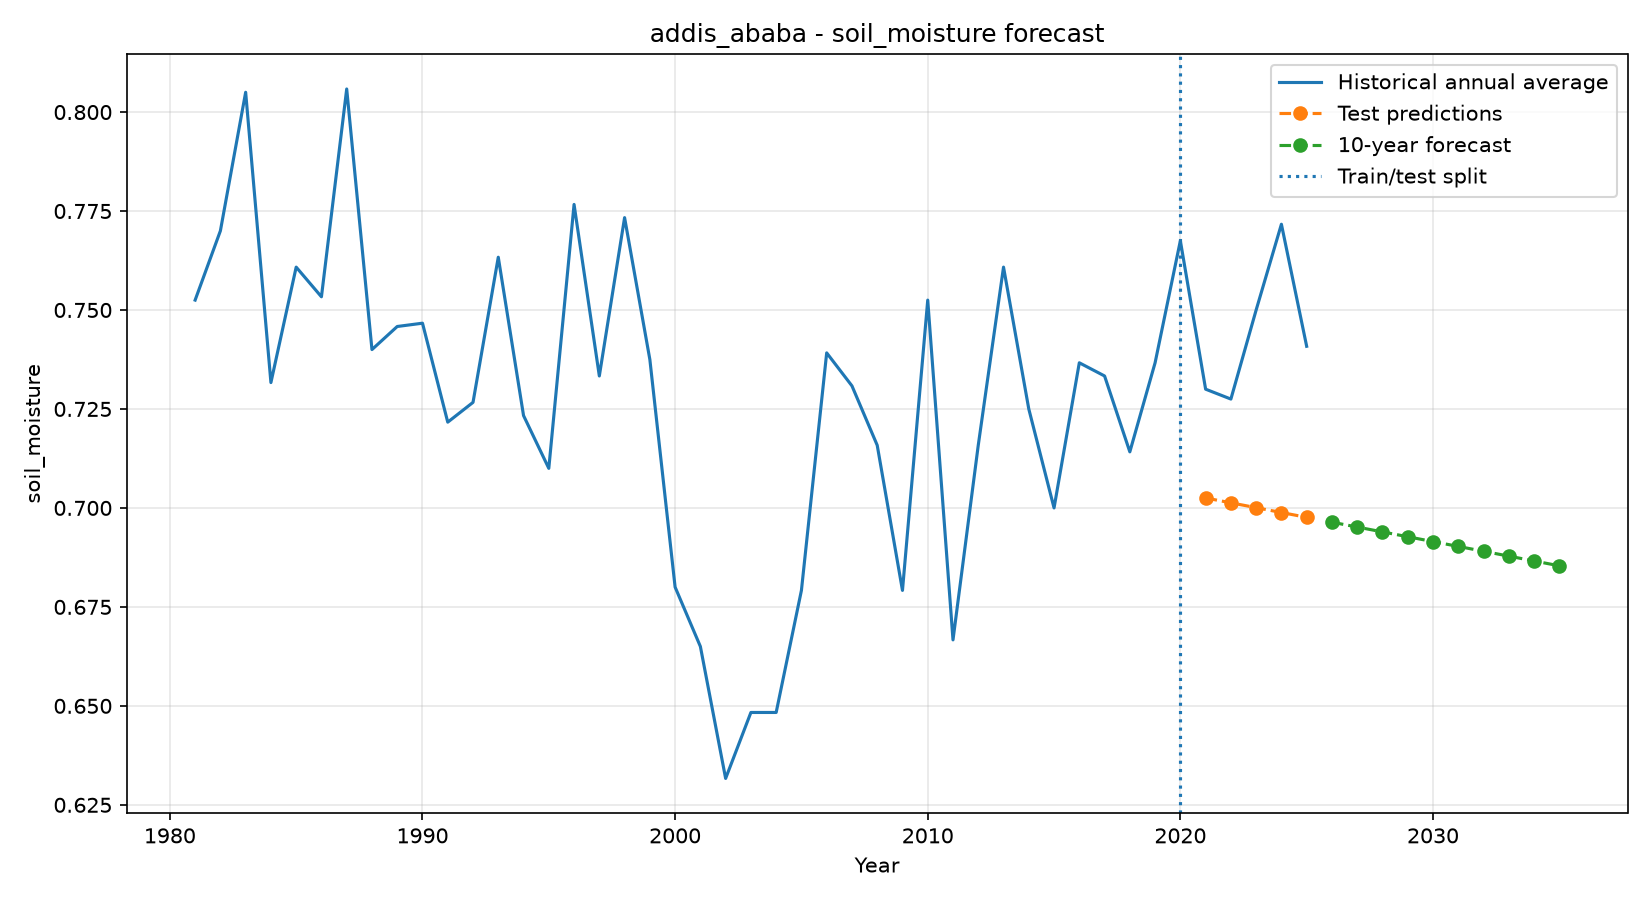 addis_ababa - soil_moisture forecast
Historical annual average
Test predictions
10-year forecast
Train/test split
soil_moisture
0.800
0.775
0.750
0.725
0.700
0.675
0.650
0.625
1980
1990
2000
2010
2020
2030
Year